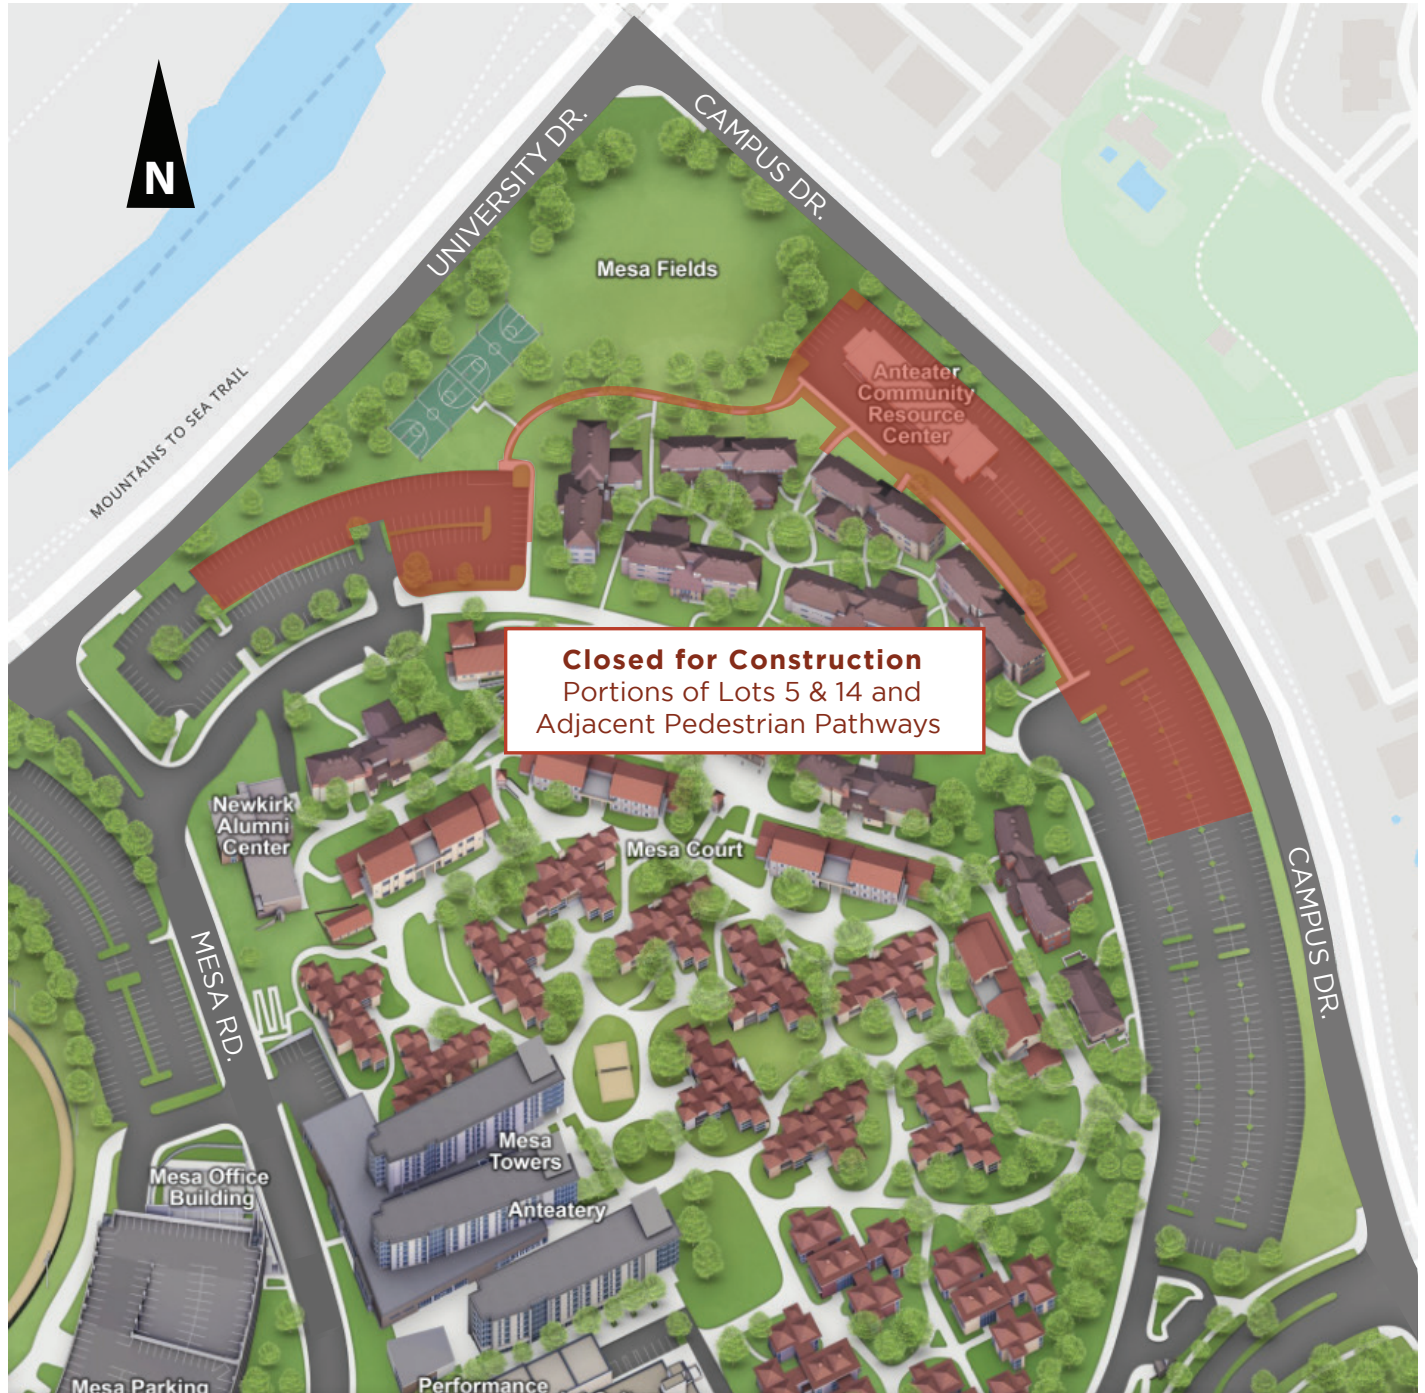 N
UNIVERSITY DR.
CAMPUS DR.
Mesa Fields
MOUNTAINS TO SEA TRAIL
Anteater
Community
Resource
Center
Closed for Construction
Portions of Lots 5 & 14 and
Adjacent Pedestrian Pathways
Newkirk
Alumni
Center
Mesa Court
CAMPUS DR.
MESA RD.
Mesa
Towers
Mesa Office
Building
Anteatery
Mesa Parking
Performance